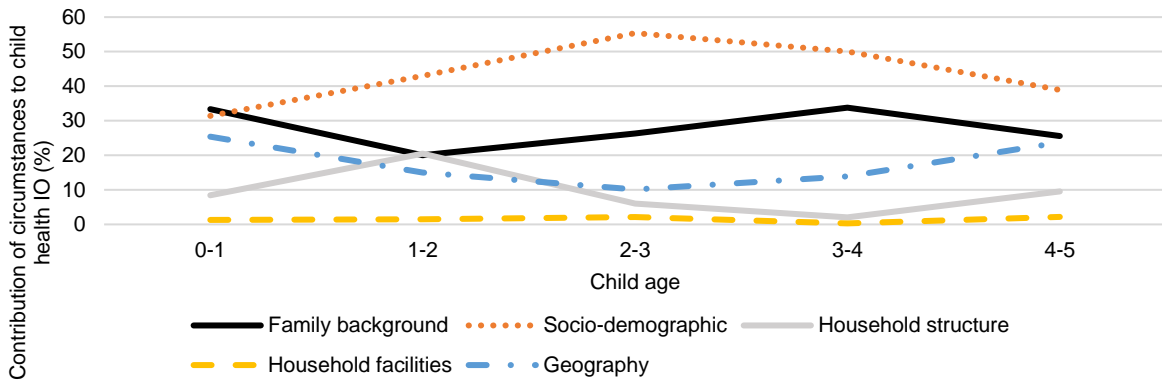 Contribution of circumstances to child
health IO (%)
60
50
40
30
20
10
0
0-1 1-2 2-3 3-4 4-5
Child age
Family background Socio-demographic Household structure
Household facilities Geography